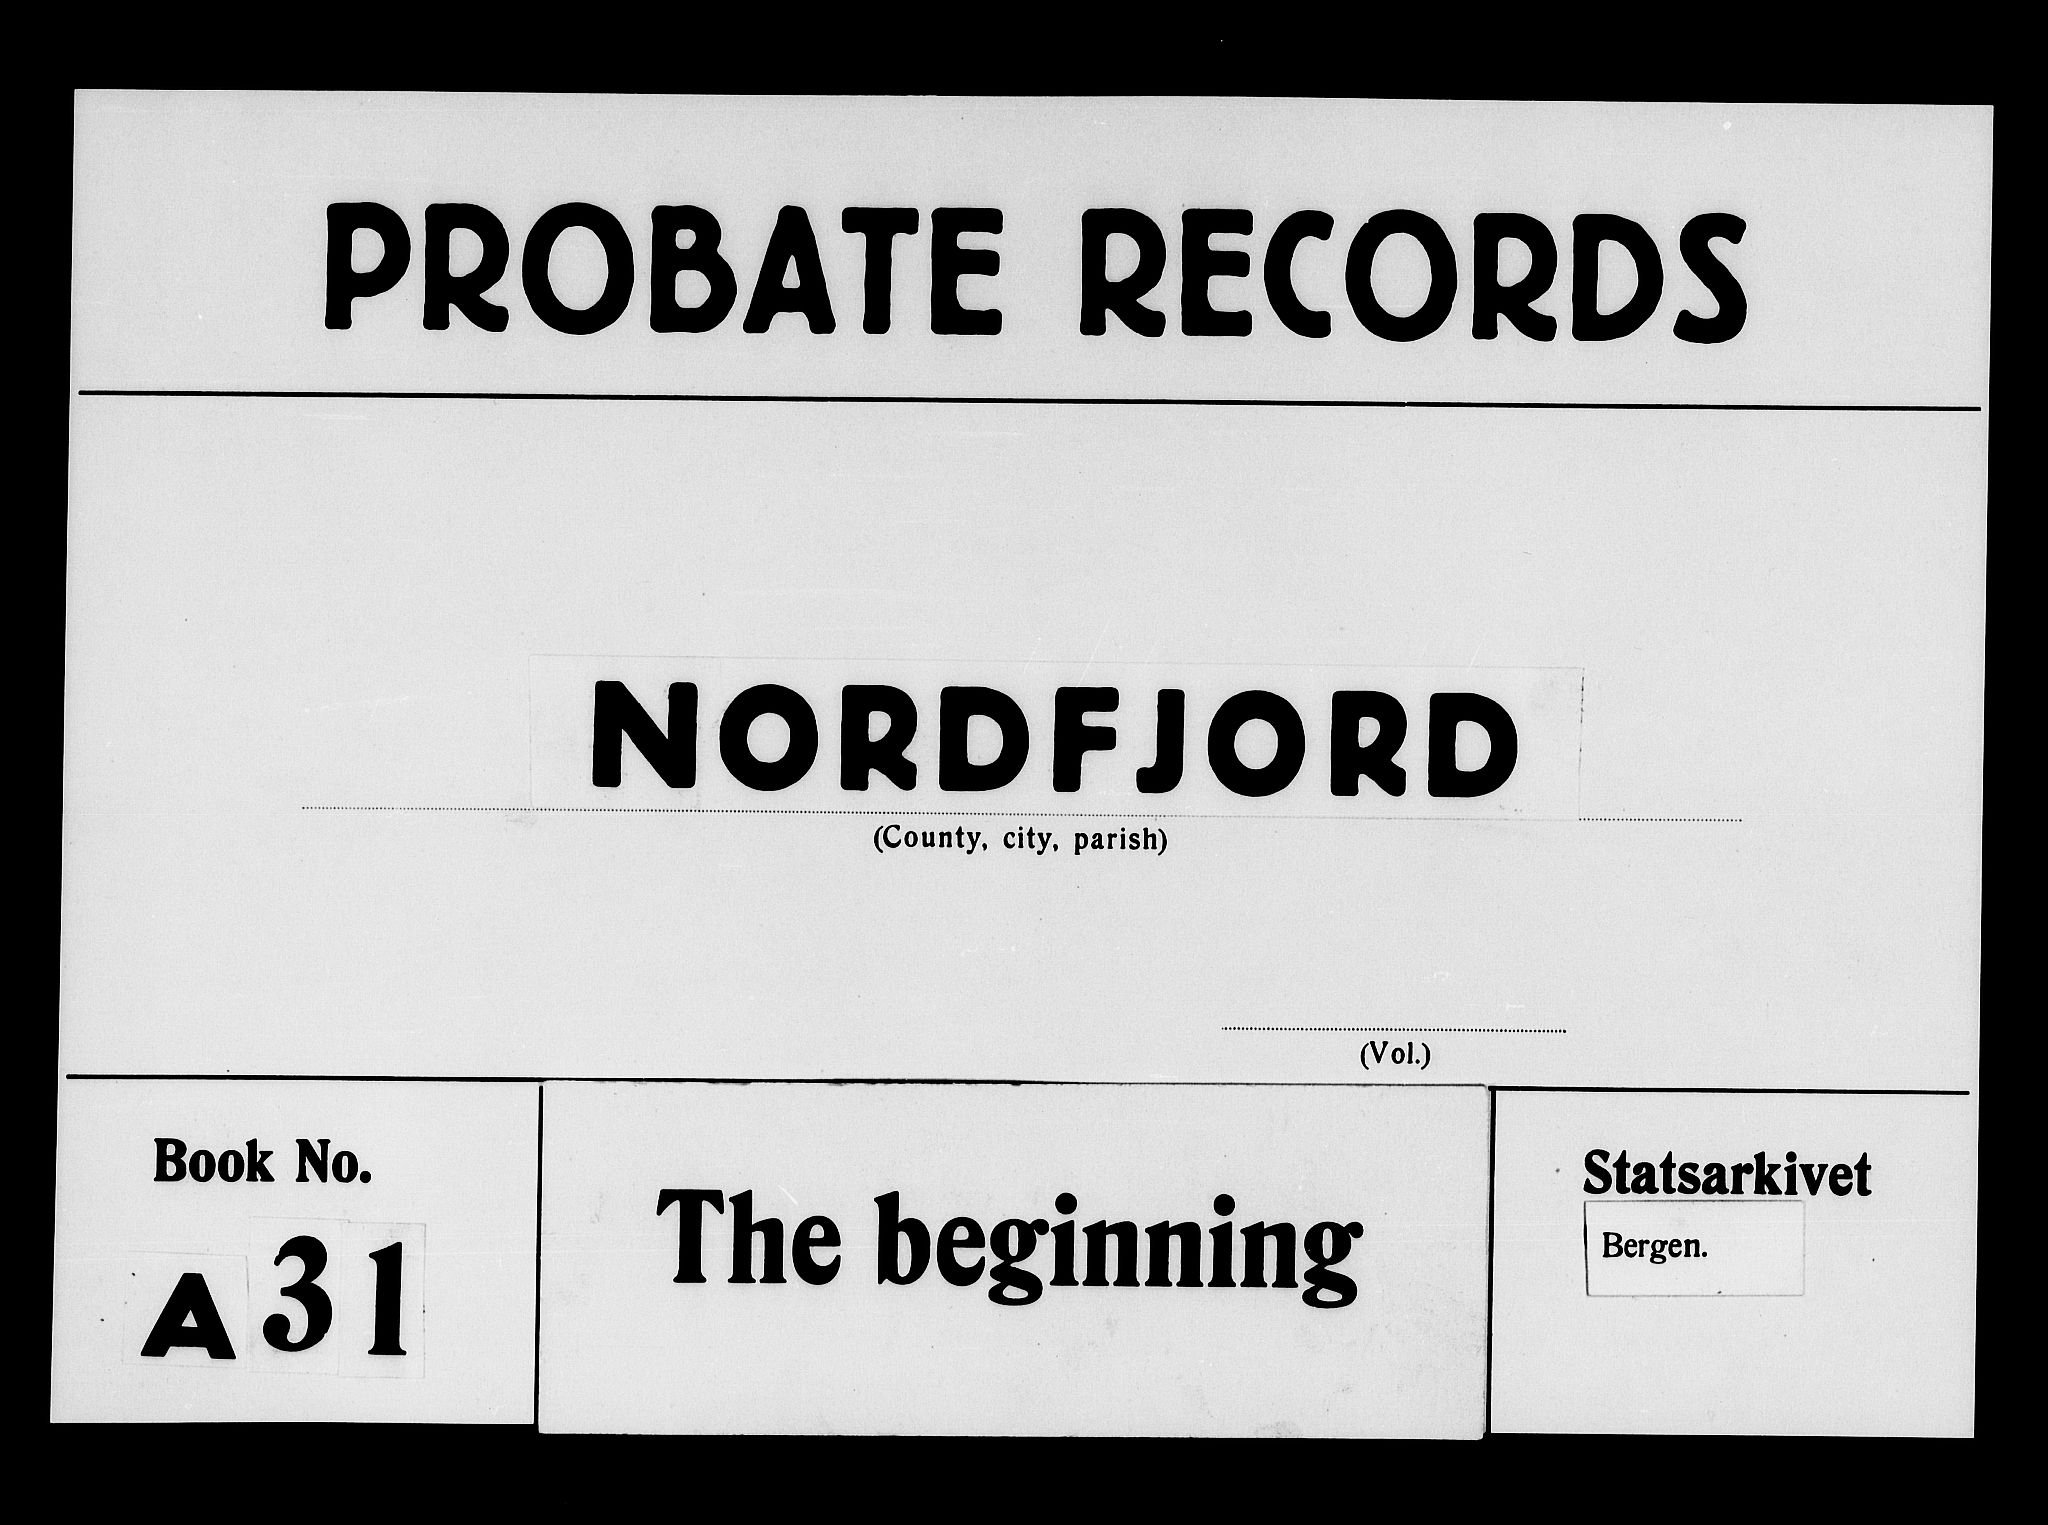 PROBATE RECORDS
NORDFJORD
(County, city, parish)
(Vol.)
Book No.
A 31
The beginning
Statsarkivet
Bergen.